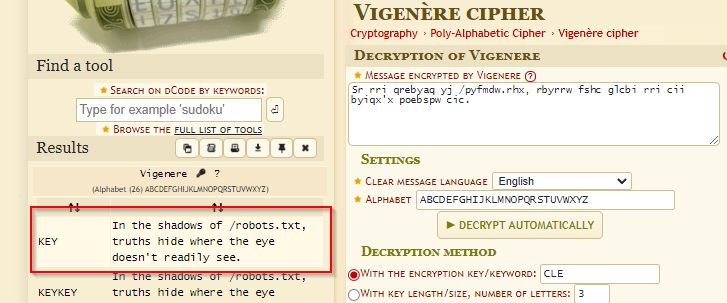 Find a tool
★ Search on dCode by keywords:
Type for example 'sudoku'
★ Browse the full list of tools
Results
Vigenere ?
(Alphabet (26) ABCDEFGHIJKLMNOPQRSTUVWXYZ)
KEY
In the shadows of /robots.txt,
truths hide where the eye
doesn't readily see.
KEYKEY
In the shadows of /robots.txt,
truths hide where the eye
Vigenère cipher
Cryptography › Poly-Alphabetic Cipher › Vigenère cipher
Decryption of Vigenere
★ Message encrypted by Vigenere ?
Sr rri qrebyaq yj /pyfmdw.rhx, rbyrrw fshc glcbi rri cii
byiqx'x poebspw cic.
Settings
★ Clear message language English
★ Alphabet ABCDEFGHIJKLMNOPQRSTUVWXYZ
▶ Decrypt Automatically
Decryption method
With the encryption key/keyword: CLE
With key length/size, number of letters: 3